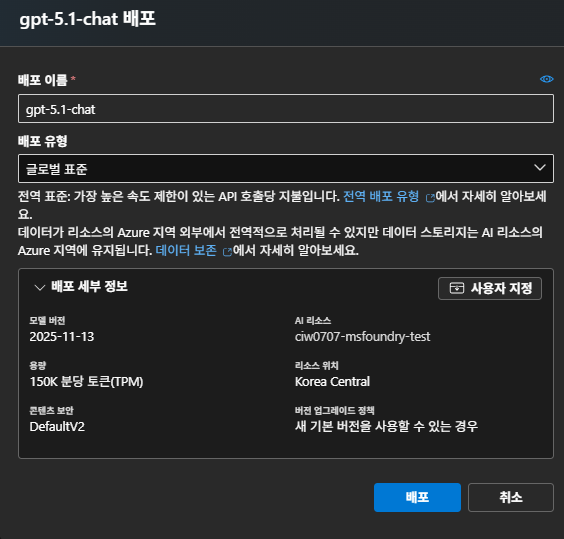 gpt-5.1-chat 배포
배포 이름 *
gpt-5.1-chat
배포 유형
글로벌 표준
전역 표준: 가장 높은 속도 제한이 있는 API 호출당 지불입니다. 전역 배포 유형에서 자세히 알아보세
요.
데이터가 리소스의 Azure 지역 외부에서 전역적으로 처리될 수 있지만 데이터 스토리지는 AI 리소스의
Azure 지역에 유지됩니다. 데이터 보존에서 자세히 알아보세요.
배포 세부 정보
사용자 지정
모델 버전
2025-11-13
AI 리소스
ciw0707-msfoundry-test
용량
150K 분당 토큰(TPM)
리소스 위치
Korea Central
콘텐츠 보안
DefaultV2
버전 업그레이드 정책
새 기본 버전을 사용할 수 있는 경우
배포
취소